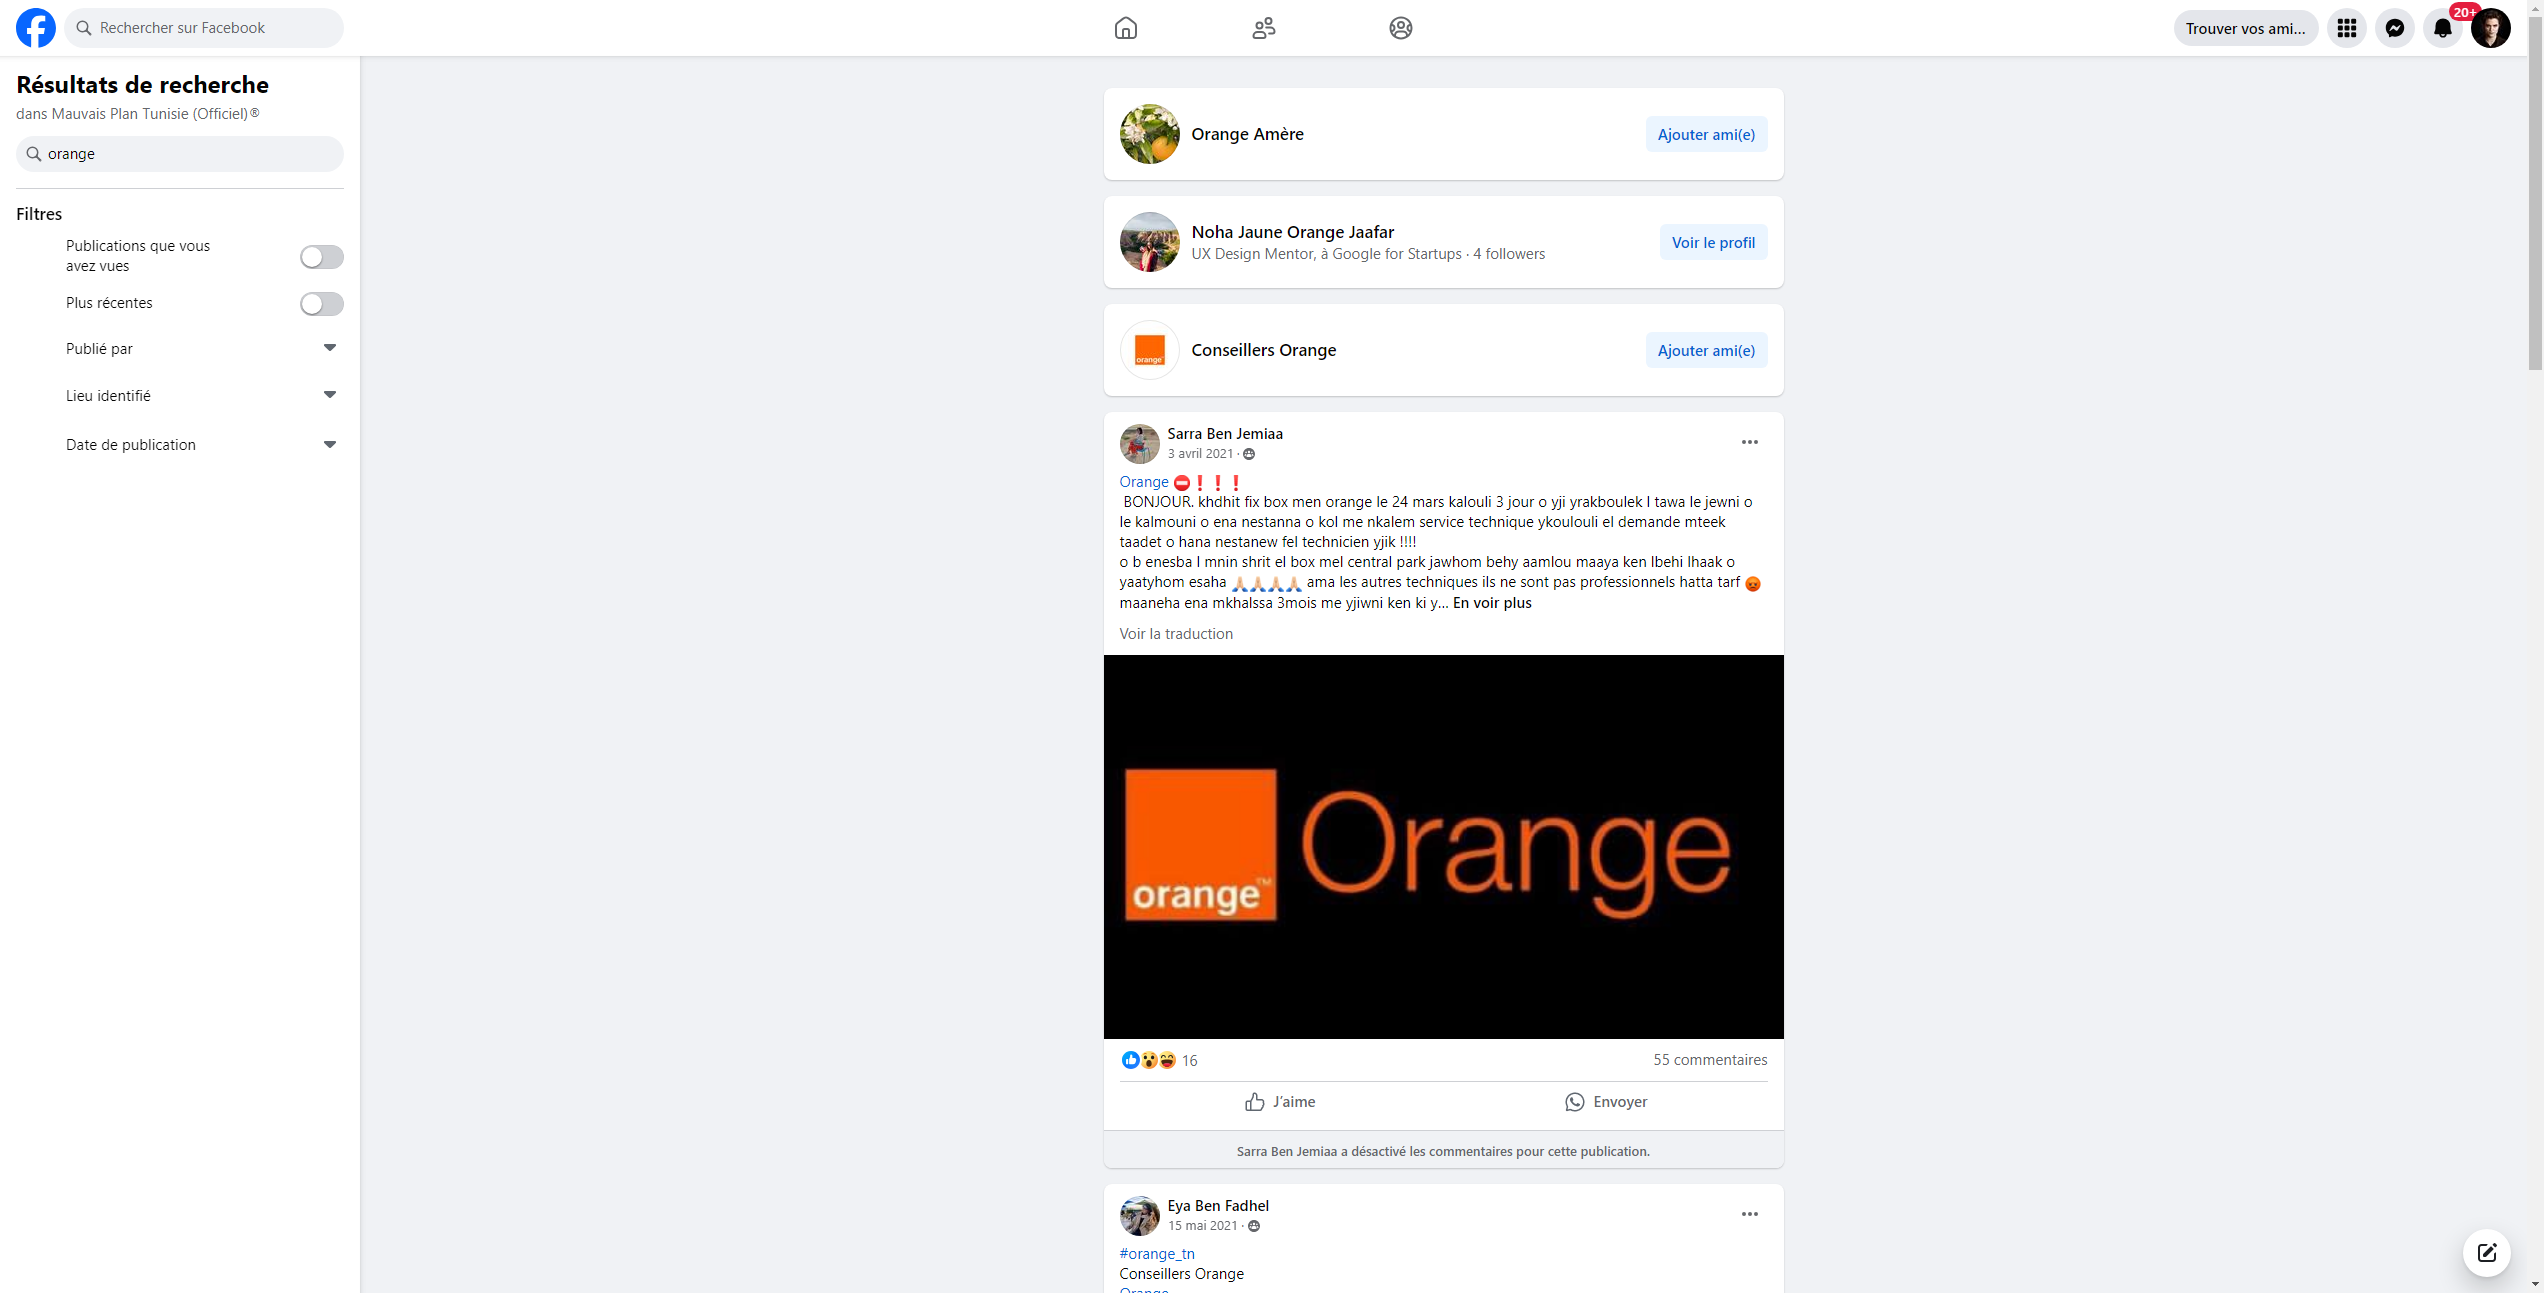 Rechercher sur Facebook
Trouver vos ami...
20+
Résultats de recherche
dans Mauvais Plan Tunisie (Officiel)®
orange
Filtres
Publications que vous
avez vues
Plus récentes
Publié par
Lieu identifié
Date de publication
Orange Amère
Ajouter ami(e)
Noha Jaune Orange Jaafar
UX Design Mentor, à Google for Startups · 4 followers
Voir le profil
orange
Conseillers Orange
Ajouter ami(e)
Sarra Ben Jemiaa
3 avril 2021 ·
Orange ⛔❗❗❗
BONJOUR. khdhit fix box men orange le 24 mars kalouli 3 jour o yji yrakboulek l tawa le jewni o
le kalmouni o ena nestanna o kol me nkalem service technique ykoulouli el demande mteek
taadet o hana nestanew fel technicien yjik !!!!
o b enesba l mnin shrit el box mel central park jawhom behy aamlou maaya ken lbehi lhaak o
yaatyhom esaha 🙏🏻🙏🏻🙏🏻🙏🏻 ama les autres techniques ils ne sont pas professionnels hatta tarf 😡
maaneha ena mkhalssa 3mois me yjiwni ken ki y... En voir plus
Voir la traduction
orange™ Orange
16
55 commentaires
J'aime
Envoyer
Sarra Ben Jemiaa a désactivé les commentaires pour cette publication.
Eya Ben Fadhel
15 mai 2021 ·
#orange_tn
Conseillers Orange
Orange